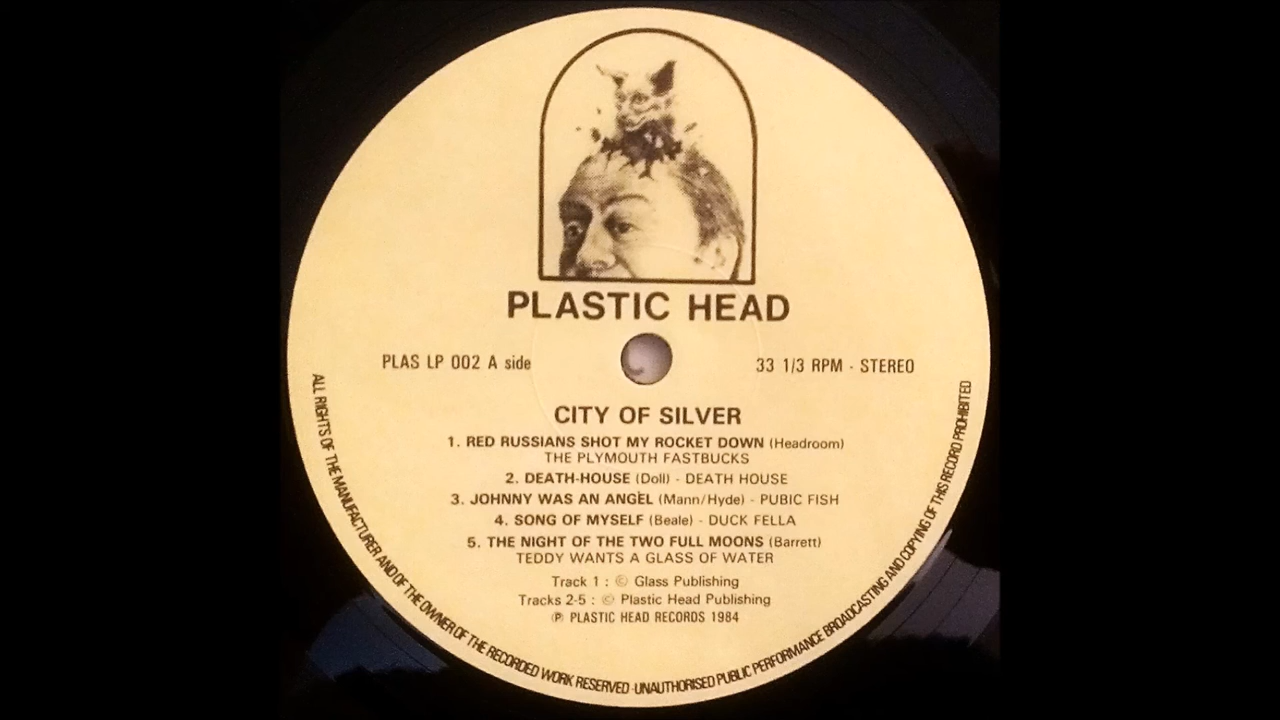 PLASTIC HEAD
PLAS LP 002 A side
33 1/3 RPM - STEREO
CITY OF SILVER
1. RED RUSSIANS SHOT MY ROCKET DOWN (Headroom)
THE PLYMOUTH FASTBUCKS
2. DEATH-HOUSE (Doll) - DEATH HOUSE
3. JOHNNY WAS AN ANGEL (Mann/Hyde) - PUBIC FISH
4. SONG OF MYSELF (Beale) - DUCK FELLA
5. THE NIGHT OF THE TWO FULL MOONS (Barrett)
TEDDY WANTS A GLASS OF WATER
Track 1 : © Glass Publishing
Tracks 2-5 : © Plastic Head Publishing
℗ PLASTIC HEAD RECORDS 1984
ALL RIGHTS OF THE MANUFACTURER AND OF THE OWNER OF THE RECORDED WORK RESERVED · UNAUTHORISED PUBLIC PERFORMANCE BROADCASTING AND COPYING OF THIS RECORD PROHIBITED